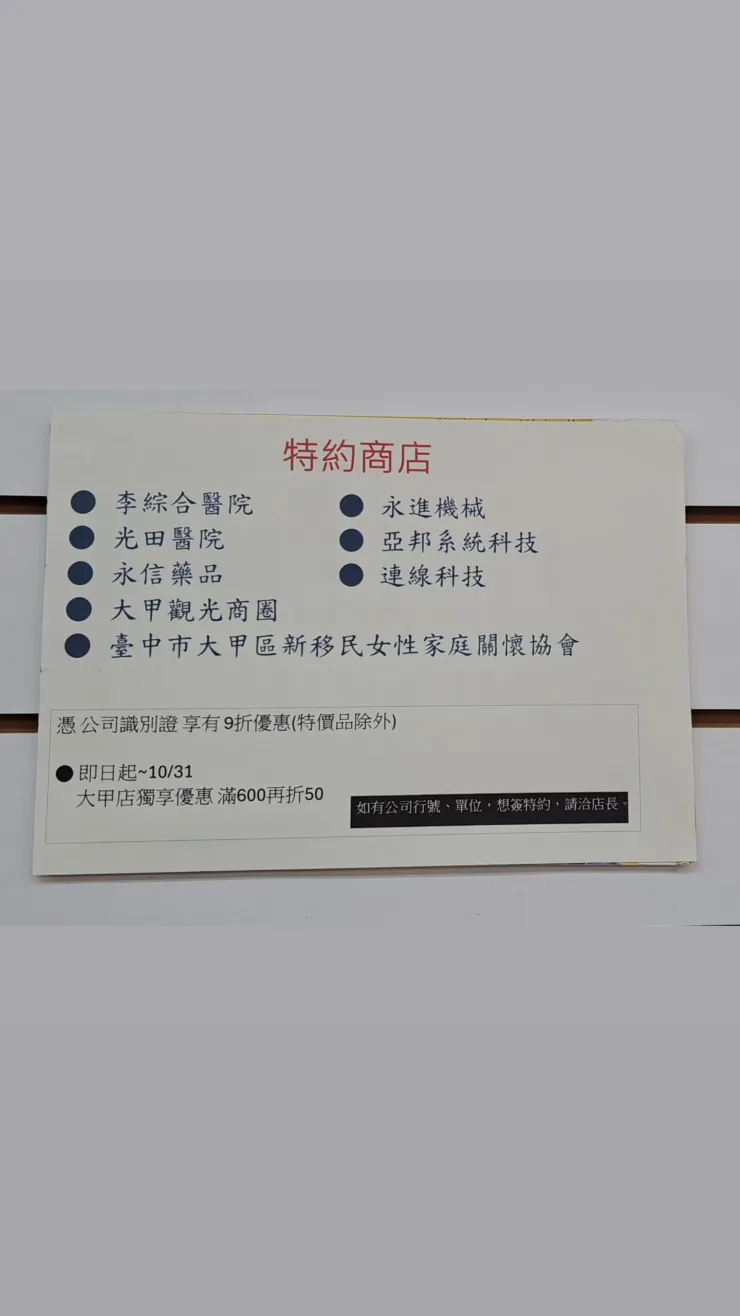 特約商店
● 李綜合醫院
● 光田醫院
● 永信藥品
● 大甲觀光商圈
● 臺中市大甲區新移民女性家庭關懷協會
● 永進機械
● 亞邦系統科技
● 連線科技
憑 公司識別證 享有 9折優惠(特價品除外)
● 即日起~10/31
大甲店獨享優惠 滿600再折50
如有公司行號、單位，想簽特約，請洽店長。